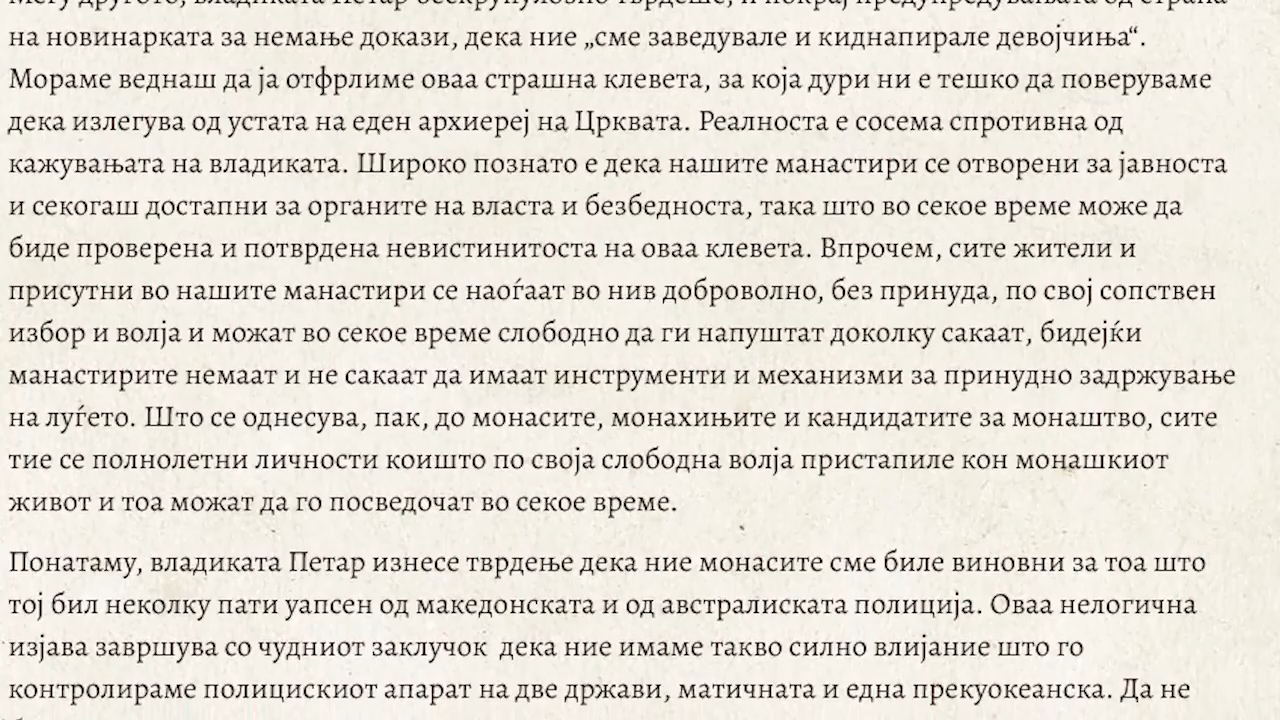 Меѓу другото, владиката Петар бескрупулозно тврдеше, и покрај предупредувањата од страна
на новинарката за немање докази, дека ние „сме заведувале и киднапирале девојчиња“.
Мораме веднаш да ја отфрлиме оваа страшна клевета, за која дури ни е тешко да поверуваме
дека излегува од устата на еден архиереј на Црквата. Реалноста е сосема спротивна од
кажувањата на владиката. Широко познато е дека нашите манастири се отворени за јавноста
и секогаш достапни за органите на власта и безбедноста, така што во секое време може да
биде проверена и потврдена невистинитоста на оваа клевета. Впрочем, сите жители и
присутни во нашите манастири се наоѓаат во нив доброволно, без принуда, по свој сопствен
избор и волја и можат во секое време слободно да ги напуштат доколку сакаат, бидејќи
манастирите немаат и не сакаат да имаат инструменти и механизми за принудно задржување
на луѓето. Што се однесува, пак, до монасите, монахињите и кандидатите за монаштво, сите
тие се полнолетни личности коишто по своја слободна волја пристапиле кон монашкиот
живот и тоа можат да го посведочат во секое време.
Понатаму, владиката Петар изнесе тврдење дека ние монасите сме биле виновни за тоа што
тој бил неколку пати уапсен од македонската и од австралиската полиција. Оваа нелогична
изјава завршува со чудниот заклучок дека ние имаме такво силно влијание што го
контролираме полицискиот апарат на две држави, матичната и една прекуокеанска. Да не